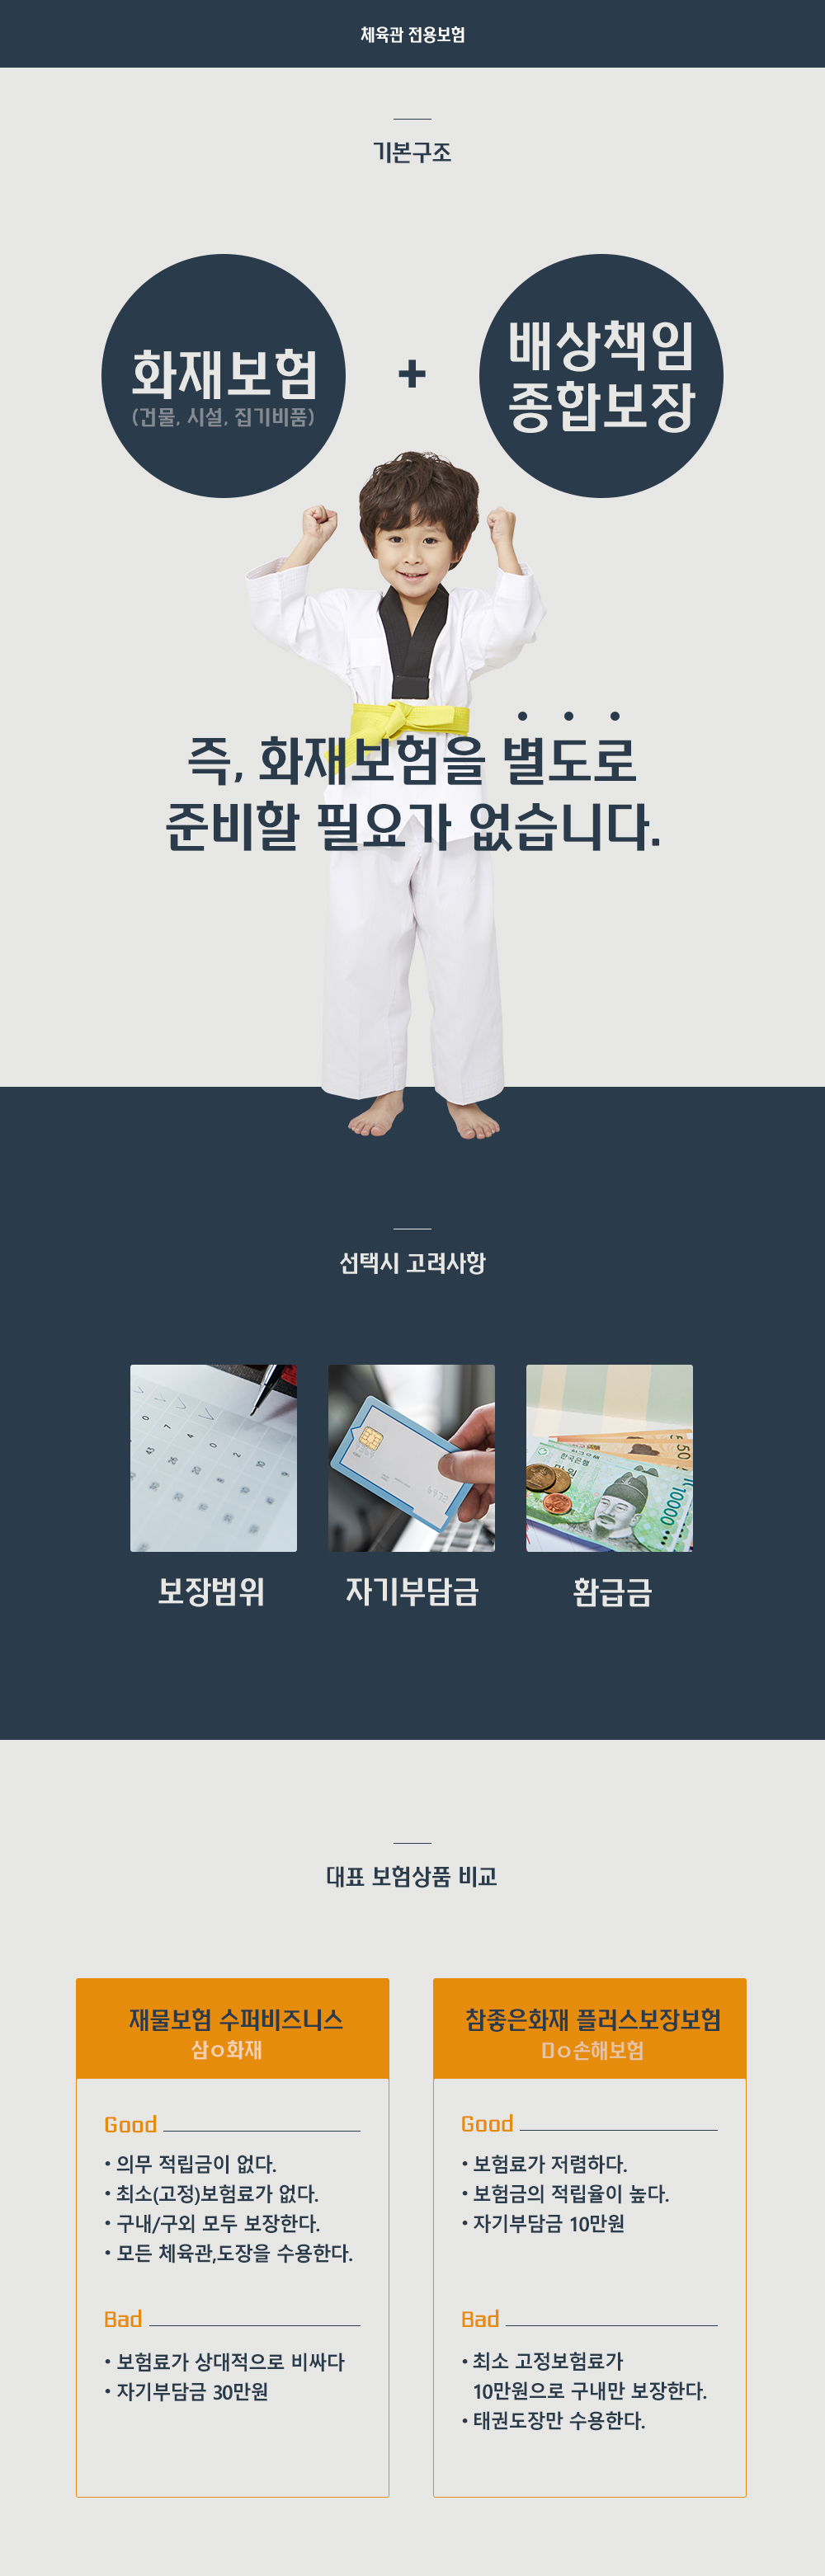 체육관 전용보험
기본구조
화재보험
(건물, 시설, 집기비품)
+
배상책임
종합보장
즉, 화재보험을 별도로
준비할 필요가 없습니다.
선택시 고려사항
한국은행
만원
10000
50
보장범위
자기부담금
환급금
대표 보험상품 비교
재물보험 수퍼비즈니스
삼ㅇ화재
Good
• 의무 적립금이 없다.
• 최소(고정)보험료가 없다.
• 구내/구외 모두 보장한다.
• 모든 체육관,도장을 수용한다.
Bad
• 보험료가 상대적으로 비싸다
• 자기부담금 30만원
참좋은화재 플러스보장보험
ㅁㅇ손해보험
Good
• 보험료가 저렴하다.
• 보험금의 적립율이 높다.
• 자기부담금 10만원
Bad
• 최소 고정보험료가
10만원으로 구내만 보장한다.
• 태권도장만 수용한다.